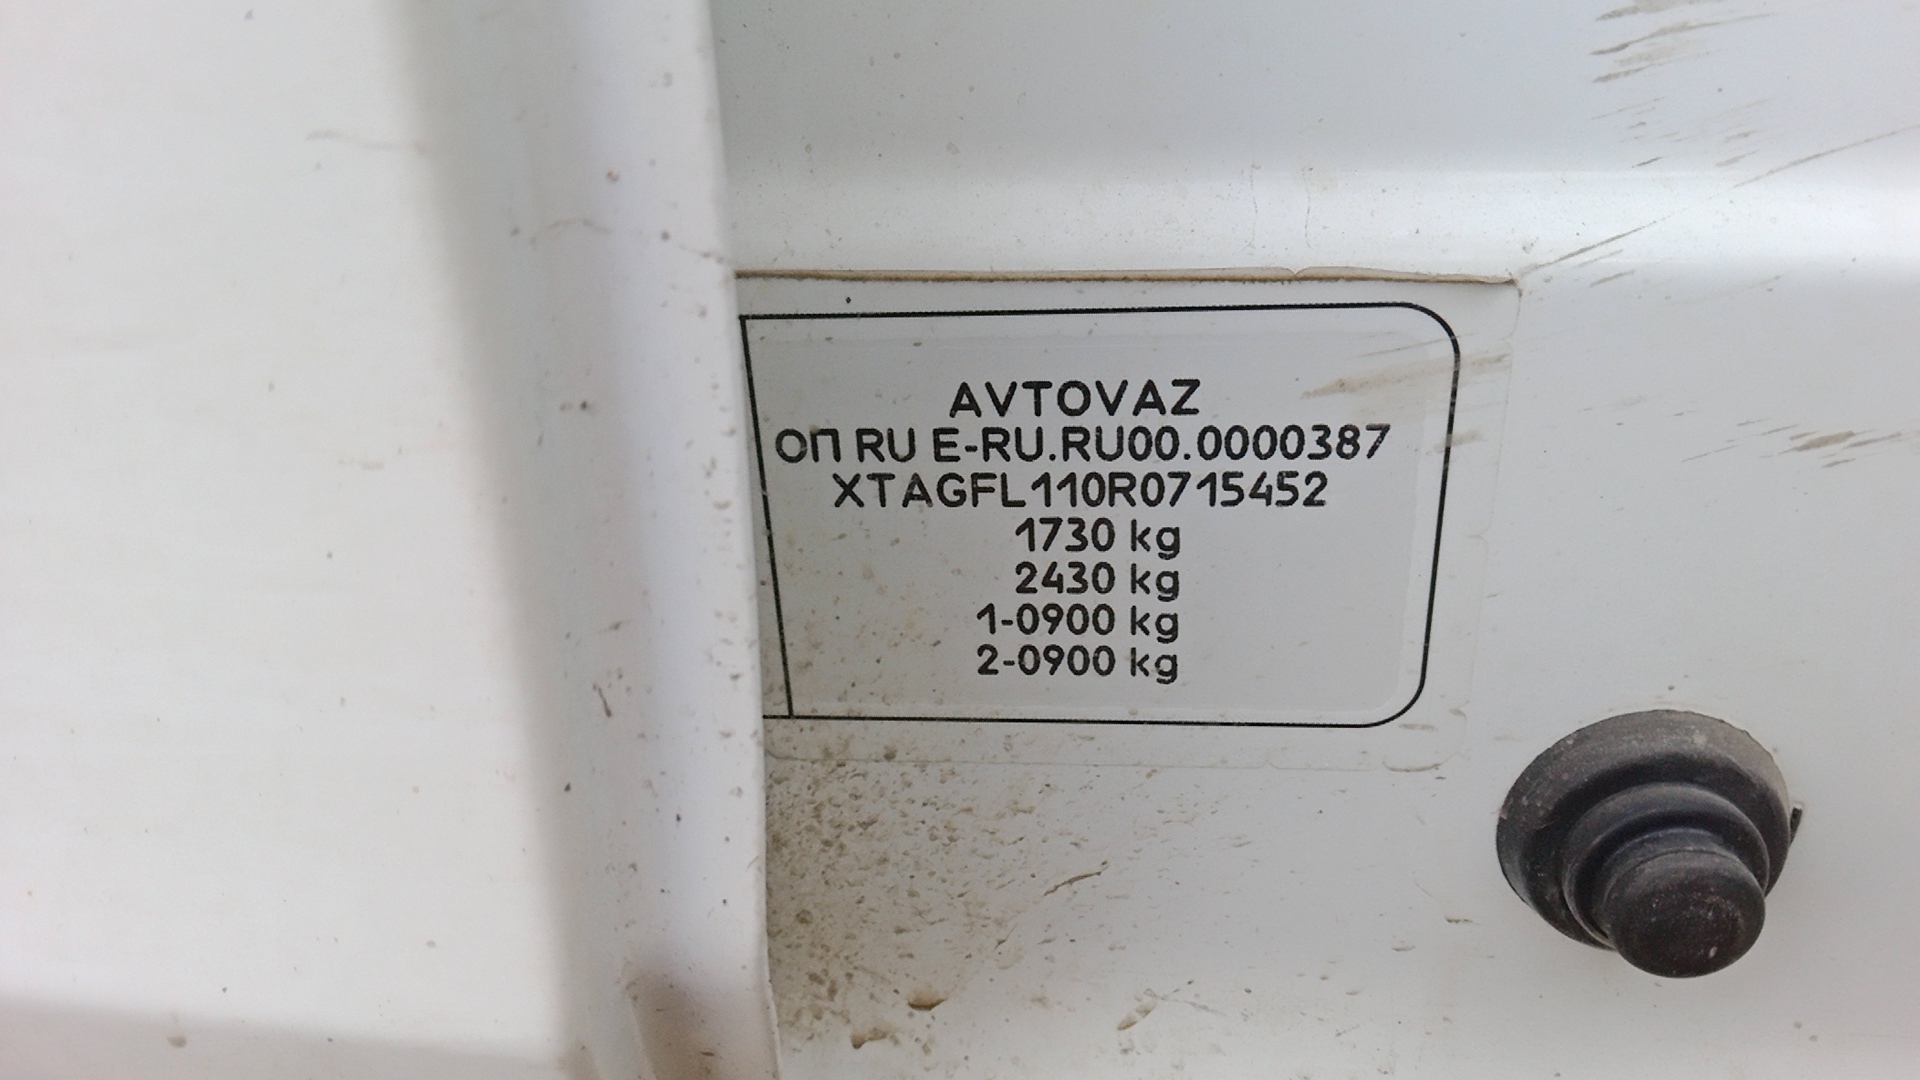 AVTOVAZ
ОП RU E-RU.RU00.0000387
XTAGFL110R0715452
1730 kg
2430 kg
1-0900 kg
2-0900 kg